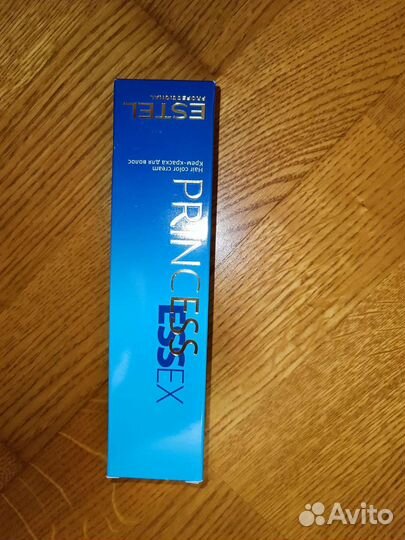 ESTEL
PROFESSIONAL
Hair color cream
Крем-краска для волос
PRINCESS
ESSEX
Avito